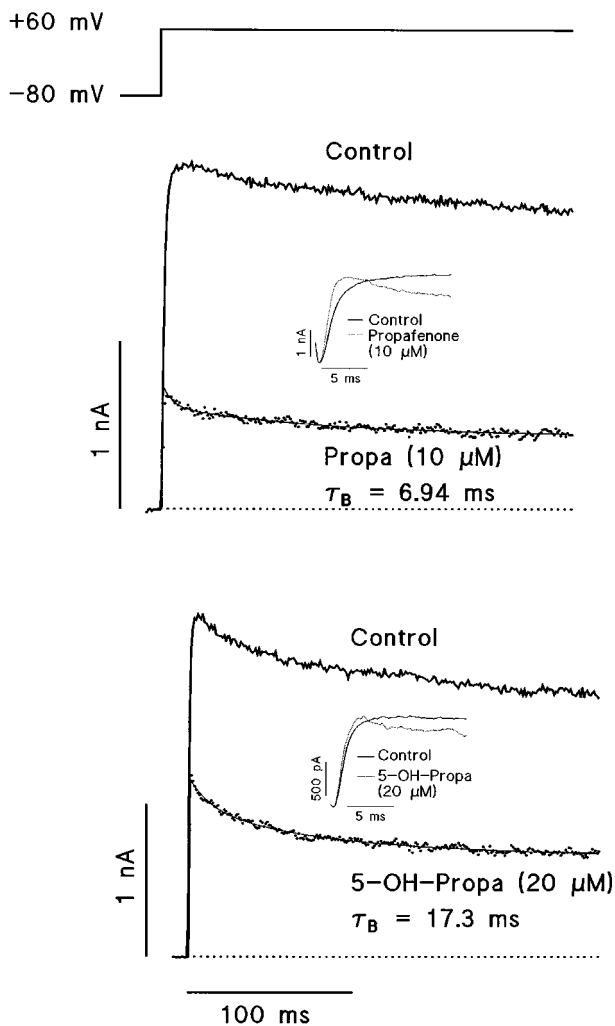 +60 mV
−80 mV
Control
Control
Propafenone
(10 µM)
1 nA
5 ms
1 nA
Propa (10 µM)
τB = 6.94 ms
Control
Control
5−OH−Propa
(20 µM)
500 pA
5 ms
1 nA
5−OH−Propa (20 µM)
τB = 17.3 ms
100 ms